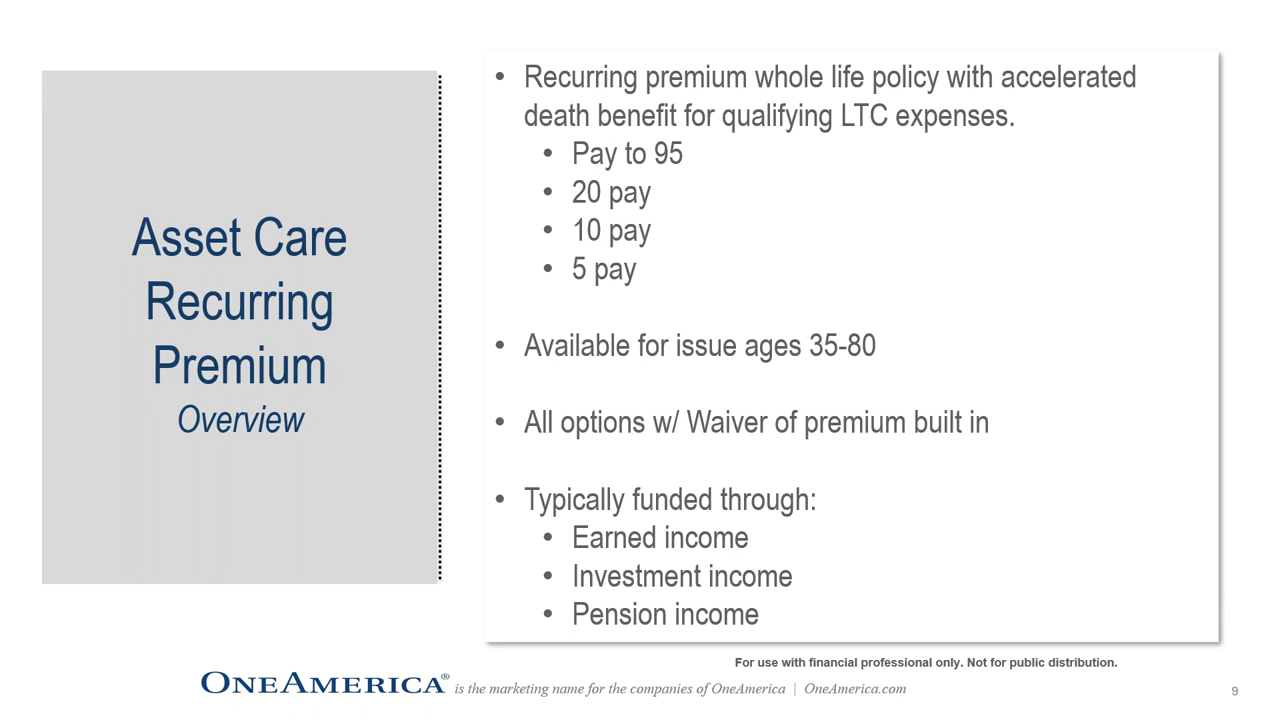 Asset Care
Recurring
Premium
Overview
• Recurring premium whole life policy with accelerated
death benefit for qualifying LTC expenses.
• Pay to 95
• 20 pay
• 10 pay
• 5 pay
• Available for issue ages 35-80
• All options w/ Waiver of premium built in
• Typically funded through:
• Earned income
• Investment income
• Pension income
For use with financial professional only. Not for public distribution.
ONEAMERICA® is the marketing name for the companies of OneAmerica | OneAmerica.com
9